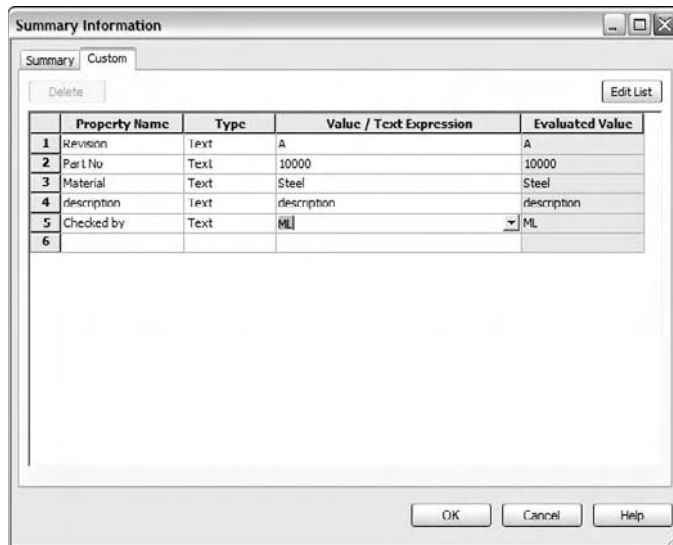 Summary Information
Summary Custom
Delete Edit List
Property Name Type Value / Text Expression Evaluated Value
1 Revision Text A A
2 Part No Text 10000 10000
3 Material Text Steel Steel
4 description Text description description
5 Checked by Text ML ML
6
OK Cancel Help